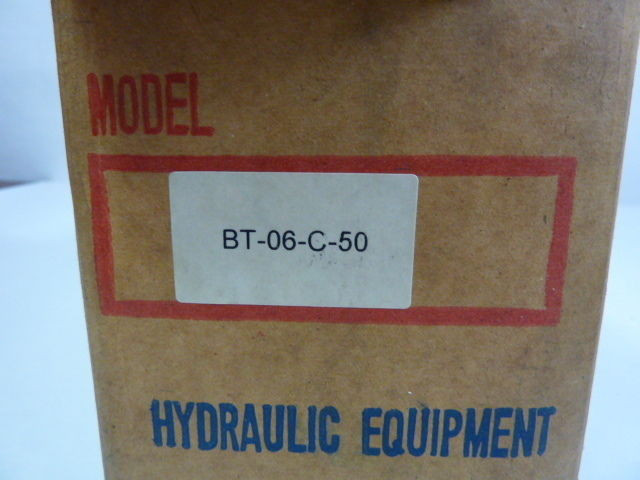 MODEL
BT-06-C-50
HYDRAULIC EQUIPMENT